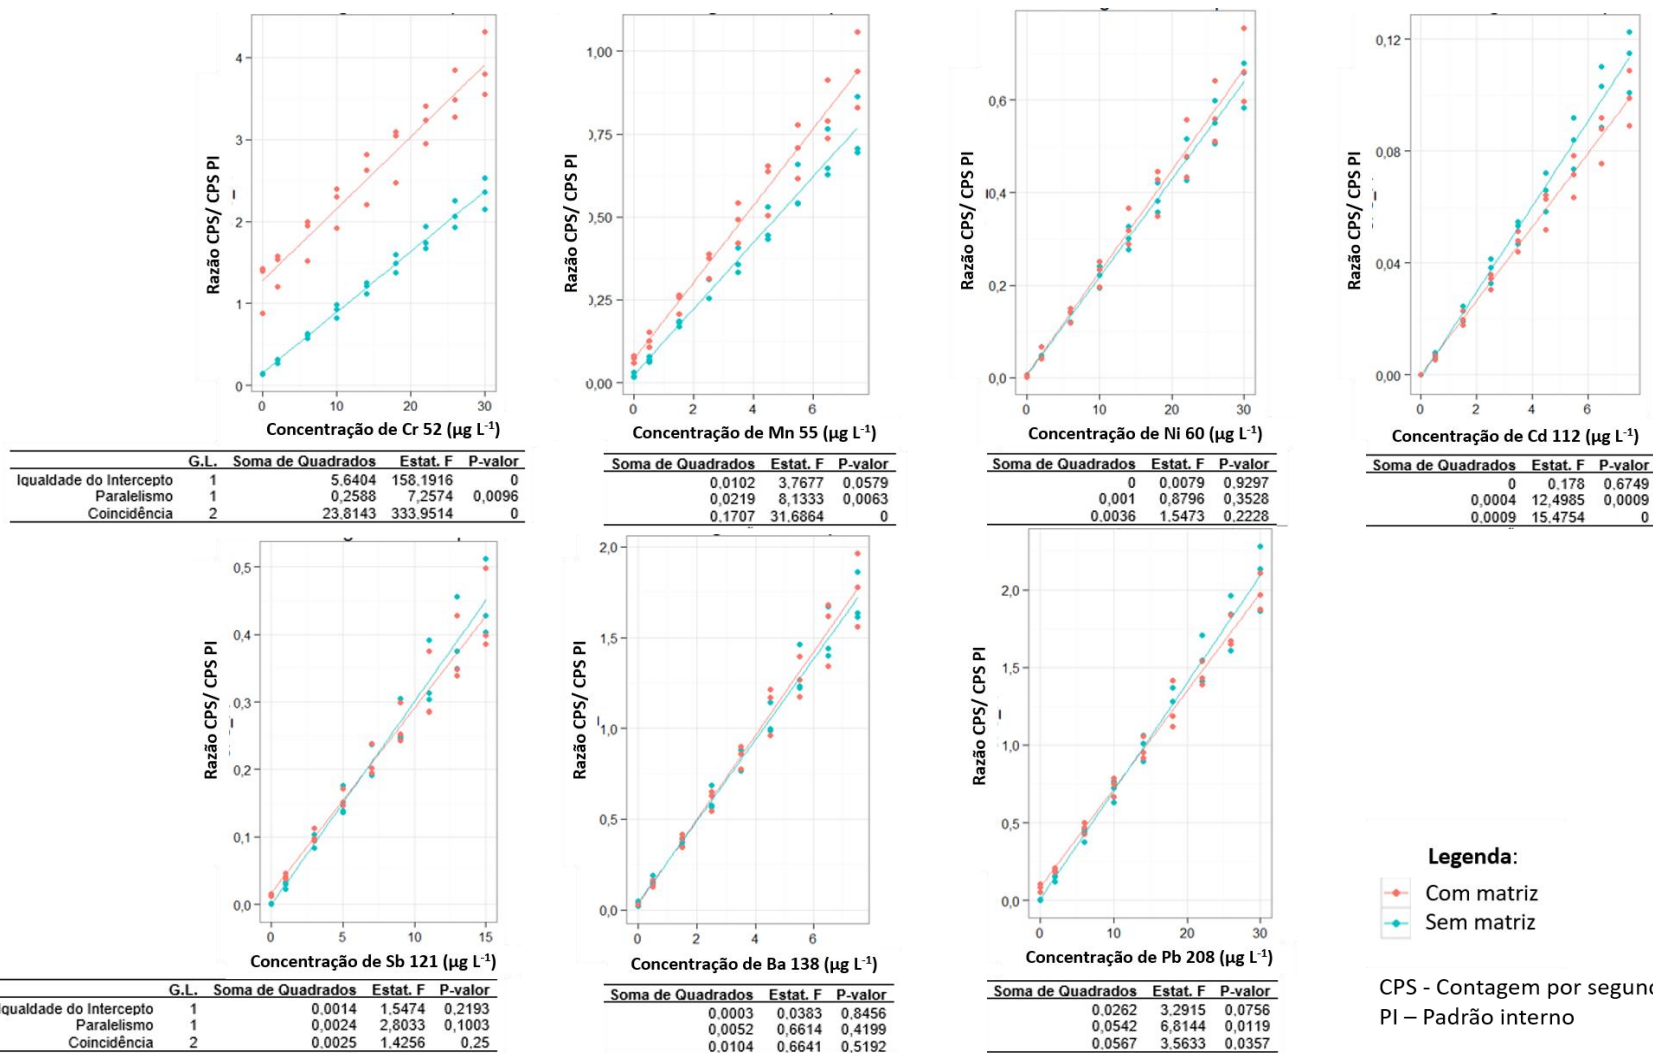 Razão CPS/ CPS PI
4
3
2
1
0
0 10 20 30
Concentração de Cr 52 (µg L-1)
G.L. Soma de Quadrados Estat. F P-valor
Igualdade do Intercepto 1 5,6404 158,1916 0
Paralelismo 1 0,2588 7,2574 0,0096
Coincidência 2 23,8143 333,9514 0
Razão CPS/ CPS PI
1,00
0,75
0,50
0,25
0,00
0 2 4 6
Concentração de Mn 55 (µg L-1)
Soma de Quadrados Estat. F P-valor
0,0102 3,7677 0,0579
0,0219 8,1333 0,0063
0,1707 31,6864 0
Razão CPS/ CPS PI
0,6
0,4
0,2
0,0
0 10 20 30
Concentração de Ni 60 (µg L-1)
Soma de Quadrados Estat. F P-valor
0 0,0079 0,9297
0,001 0,8796 0,3528
0,0036 1,5473 0,2228
Razão CPS/ CPS PI
0,12
0,08
0,04
0,00
0 2 4 6
Concentração de Cd 112 (µg L-1)
Soma de Quadrados Estat. F P-valor
0 0,178 0,6749
0,0004 12,4985 0,0009
0,0009 15,4754 0
Razão CPS/ CPS PI
0,5
0,4
0,3
0,2
0,1
0,0
0 5 10 15
Concentração de Sb 121 (µg L-1)
G.L. Soma de Quadrados Estat. F P-valor
gualdade do Intercepto 1 0,0014 1,5474 0,2193
Paralelismo 1 0,0024 2,8033 0,1003
Coincidência 2 0,0025 1,4256 0,25
Razão CPS/ CPS PI
2,0
1,5
1,0
0,5
0,0
0 2 4 6
Concentração de Ba 138 (µg L-1)
Soma de Quadrados Estat. F P-valor
0,0003 0,0383 0,8456
0,0052 0,6614 0,4199
0,0104 0,6641 0,5192
Razão CPS/ CPS PI
2,0
1,5
1,0
0,5
0,0
0 10 20 30
Concentração de Pb 208 (µg L-1)
Soma de Quadrados Estat. F P-valor
0,0262 3,2915 0,0756
0,0542 6,8144 0,0119
0,0567 3,5633 0,0357
Legenda:
Com matriz
Sem matriz
CPS - Contagem por segun
PI – Padrão interno